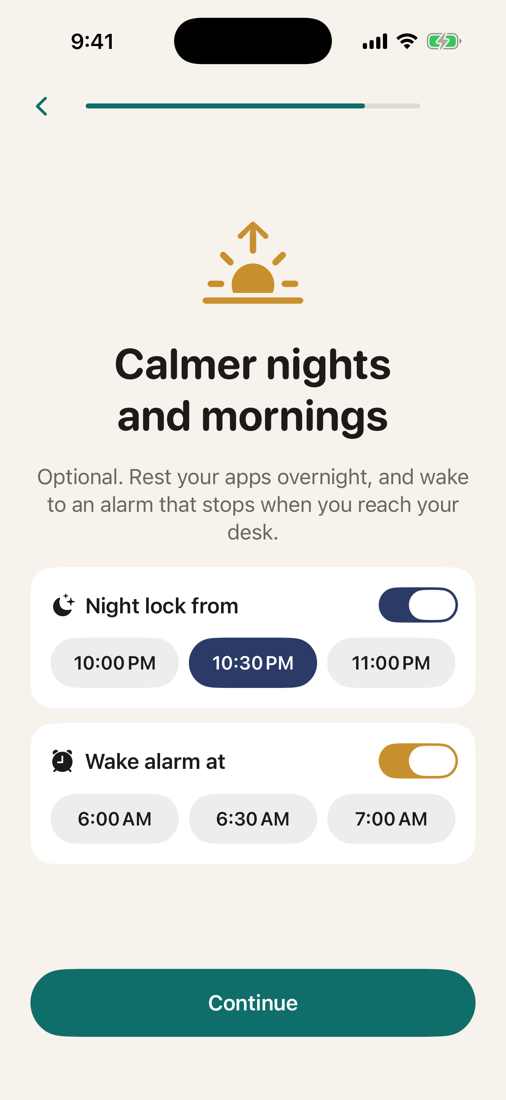 9:41
Calmer nights
and mornings
Optional. Rest your apps overnight, and wake
to an alarm that stops when you reach your
desk.
Night lock from
10:00 PM 10:30 PM 11:00 PM
Wake alarm at
6:00 AM 6:30 AM 7:00 AM
Continue